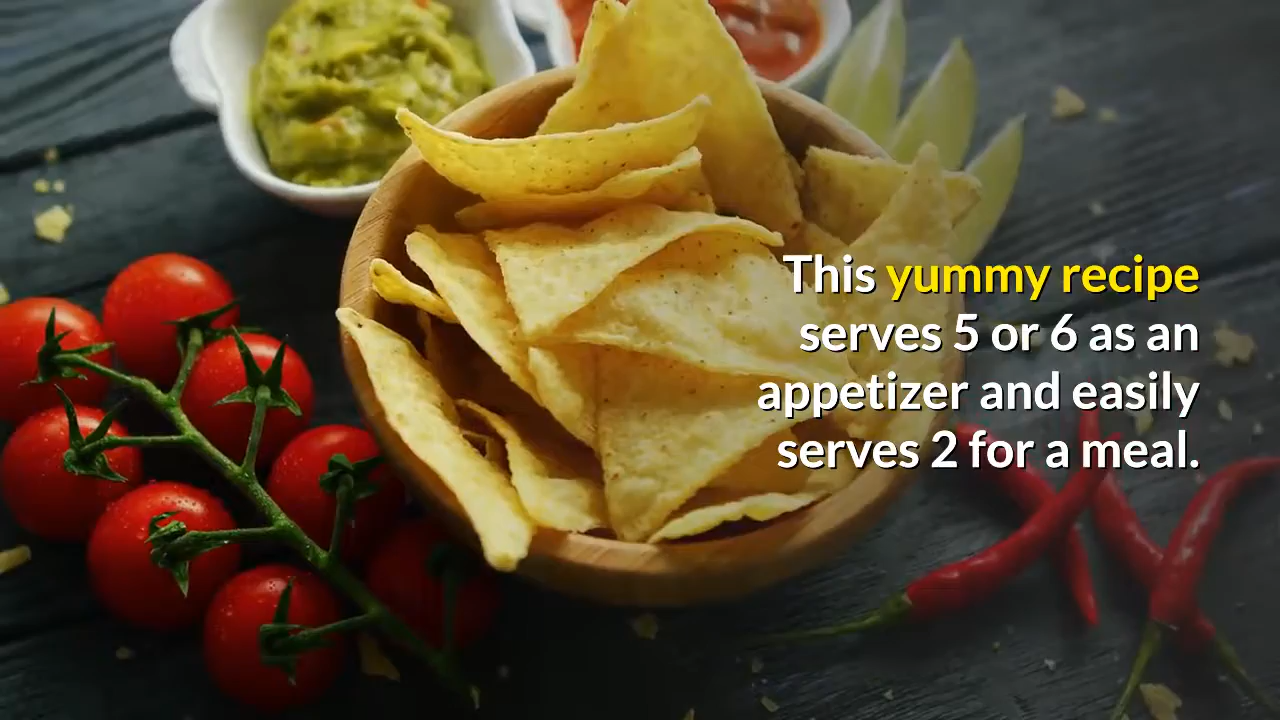 This yummy recipe
serves 5 or 6 as an
appetizer and easily
serves 2 for a meal.